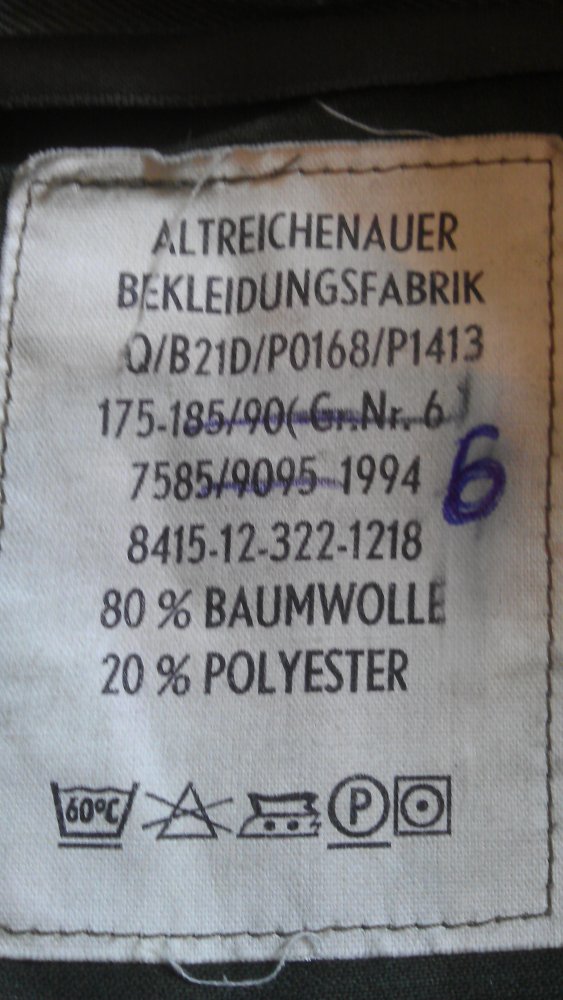 ALTREICHENAUER
BEKLEIDUNGSFABRIK
Q/B21D/P0168/P1413
175-185/90(Gr.Nr. 6)
7585/9095 1994
6
8415-12-322-1218
80 % BAUMWOLLE
20 % POLYESTER
60°C P